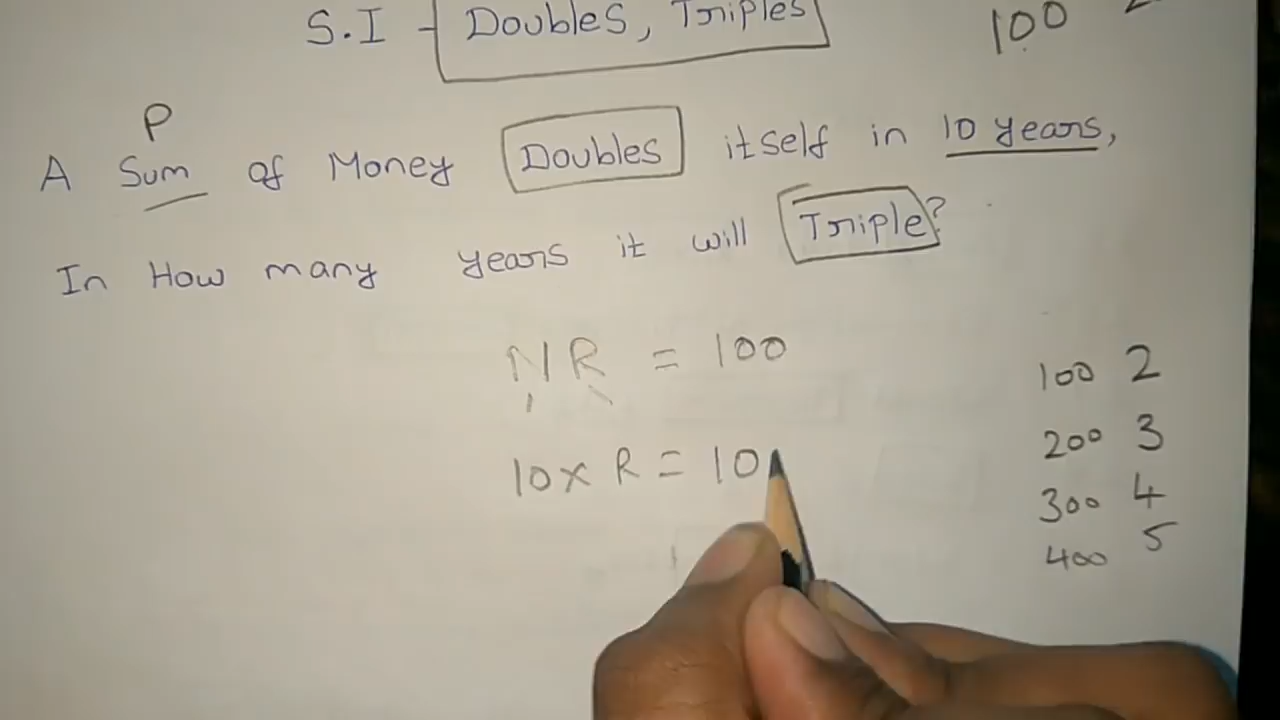 S.I - Doubles, Triples
100
P
A Sum of Money Doubles itself in 10 years,
In How many years it will Triple?
NR = 100
10 x R = 10
100 2
200 3
300 4
400 5